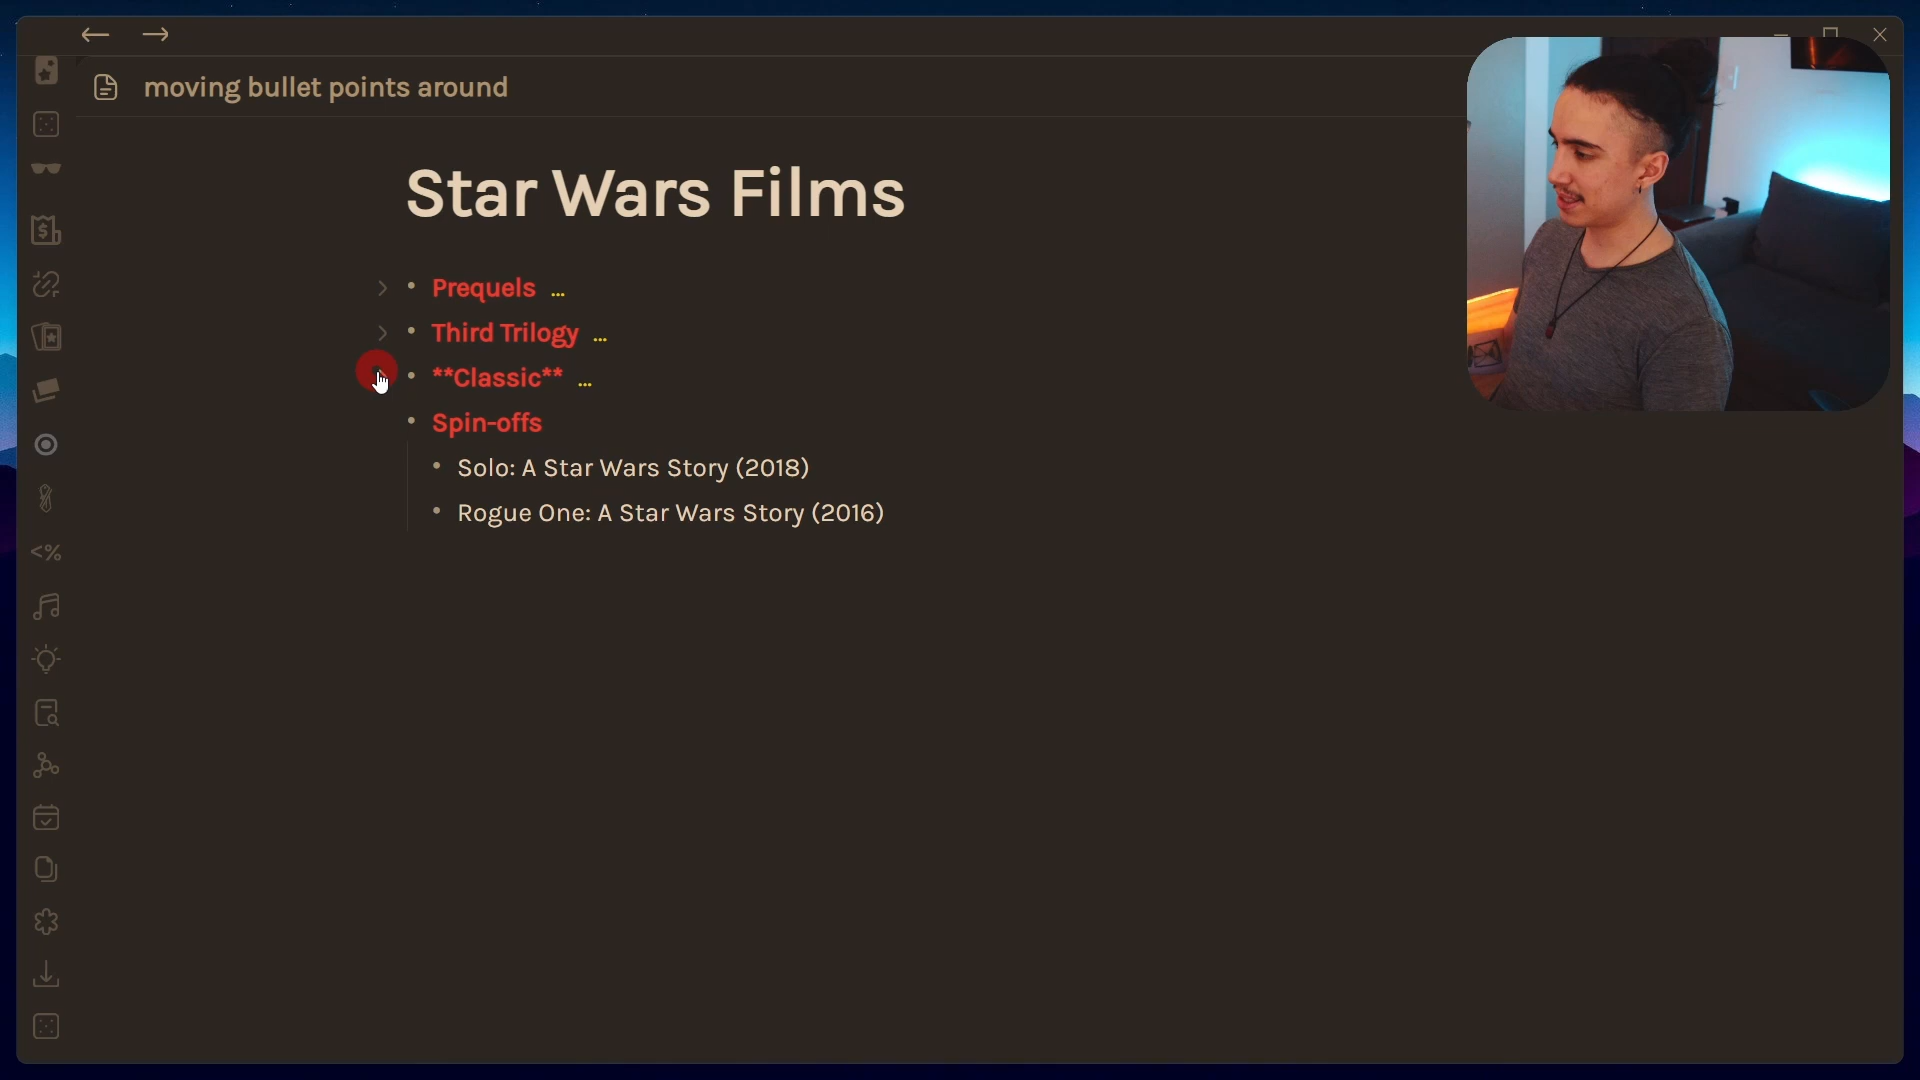 moving bullet points around
Star Wars Films
Prequels ...
Third Trilogy ...
**Classic** ...
Spin-offs
Solo: A Star Wars Story (2018)
Rogue One: A Star Wars Story (2016)
<%